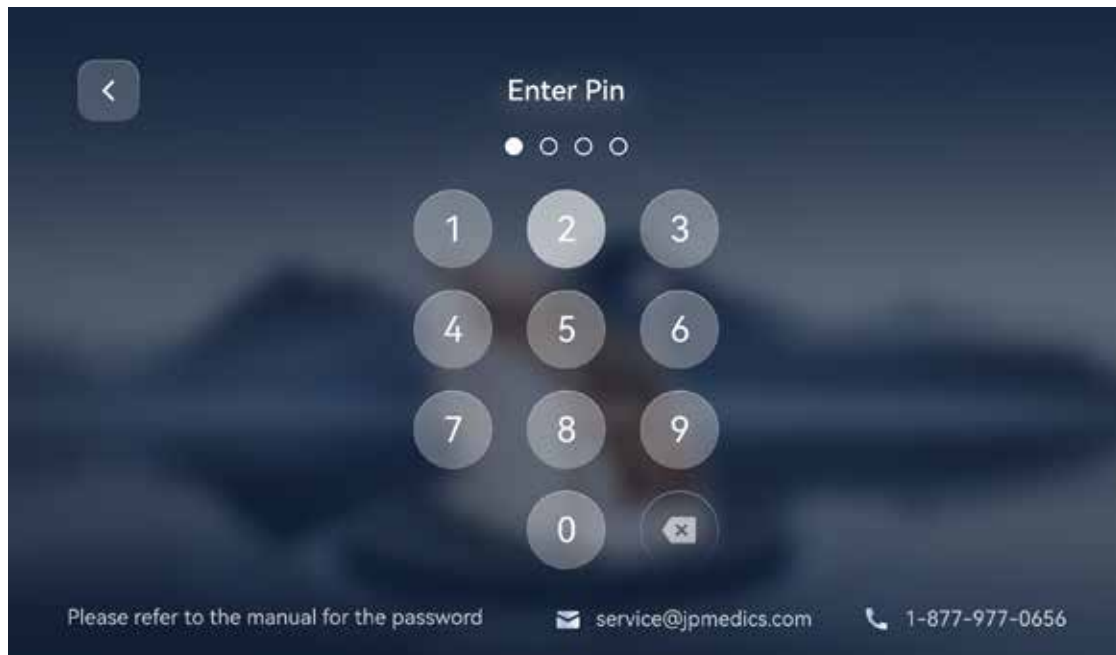 Enter Pin
1 2 3
4 5 6
7 8 9
0
Please refer to the manual for the password service@jpmedics.com 1-877-977-0656